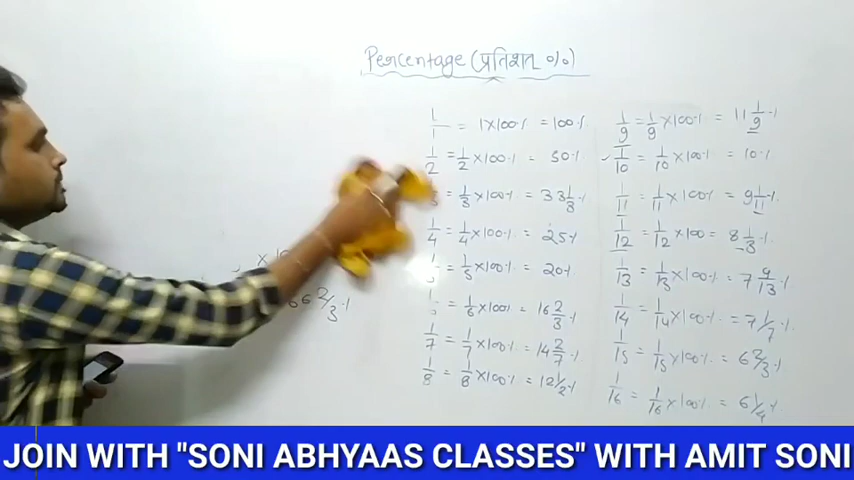 Percentage (प्रतिशत %)
1/1 = 1×100% = 100%
1/2 = 1/2×100% = 50%
= 1/3×100% = 33 1/3%
1/4 = 1/4×100% = 25%
= 1/5×100% = 20%
= 1/6×100% = 16 2/3%
1/7 = 1/7×100% = 14 2/7%
1/8 = 1/8×100% = 12 1/2%
1/9 = 1/9×100% = 11 1/9%
1/10 = 1/10×100% = 10%
1/11 = 1/11×100% = 9 1/11%
1/12 = 1/12×100 = 8 1/3%
1/13 = 1/13×100% = 7 9/13%
1/14 = 1/14×100% = 7 1/7%
1/15 = 1/15×100% = 6 2/3%
1/16 = 1/16×100% = 6 1/4%
66 2/3%
JOIN WITH "SONI ABHYAAS CLASSES" WITH AMIT SONI